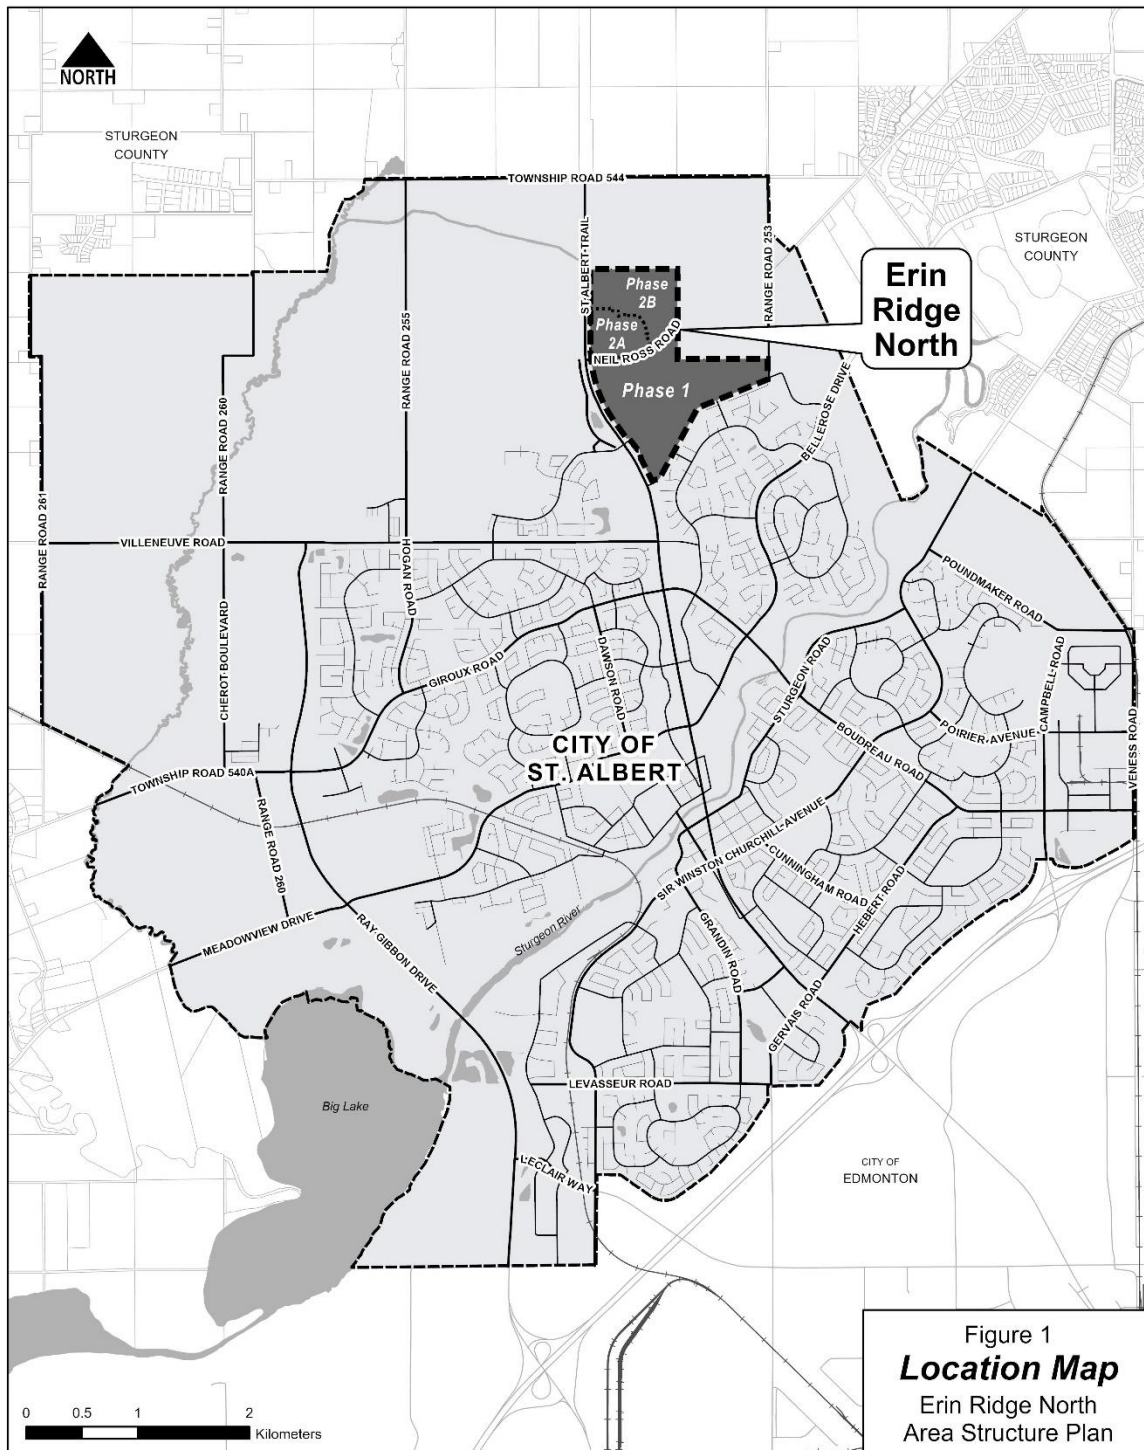 NORTH
STURGEON
COUNTY
TOWNSHIP ROAD 544
ST. ALBERT TRAIL
RANGE ROAD 253
STURGEON
COUNTY
Erin
Ridge
North
Phase
2B
Phase
2A
NEIL ROSS ROAD
Phase 1
RANGE ROAD 255
RANGE ROAD 260
RANGE ROAD 261
BELLEROSE DRIVE
VILLENEUVE ROAD
HOGAN ROAD
POUNDMAKER ROAD
CHEROT BOULEVARD
GIROUX ROAD
DAWSON ROAD
STURGEON ROAD
CAMPBELL ROAD
VENESS ROAD
POIRIER AVENUE
BOUDREAU ROAD
CITY OF
ST. ALBERT
TOWNSHIP ROAD 540A
RANGE ROAD 260
SIR WINSTON CHURCHILL AVENUE
CUNNINGHAM ROAD
HEBERT ROAD
MEADOWVIEW DRIVE
RAY GIBBON DRIVE
Sturgeon River
GRANDIN ROAD
GERVAIS ROAD
LEVASSEUR ROAD
Big Lake
L'ECLAIR WAY
CITY OF
EDMONTON
0 0.5 1 2
Kilometers
Figure 1
Location Map
Erin Ridge North
Area Structure Plan